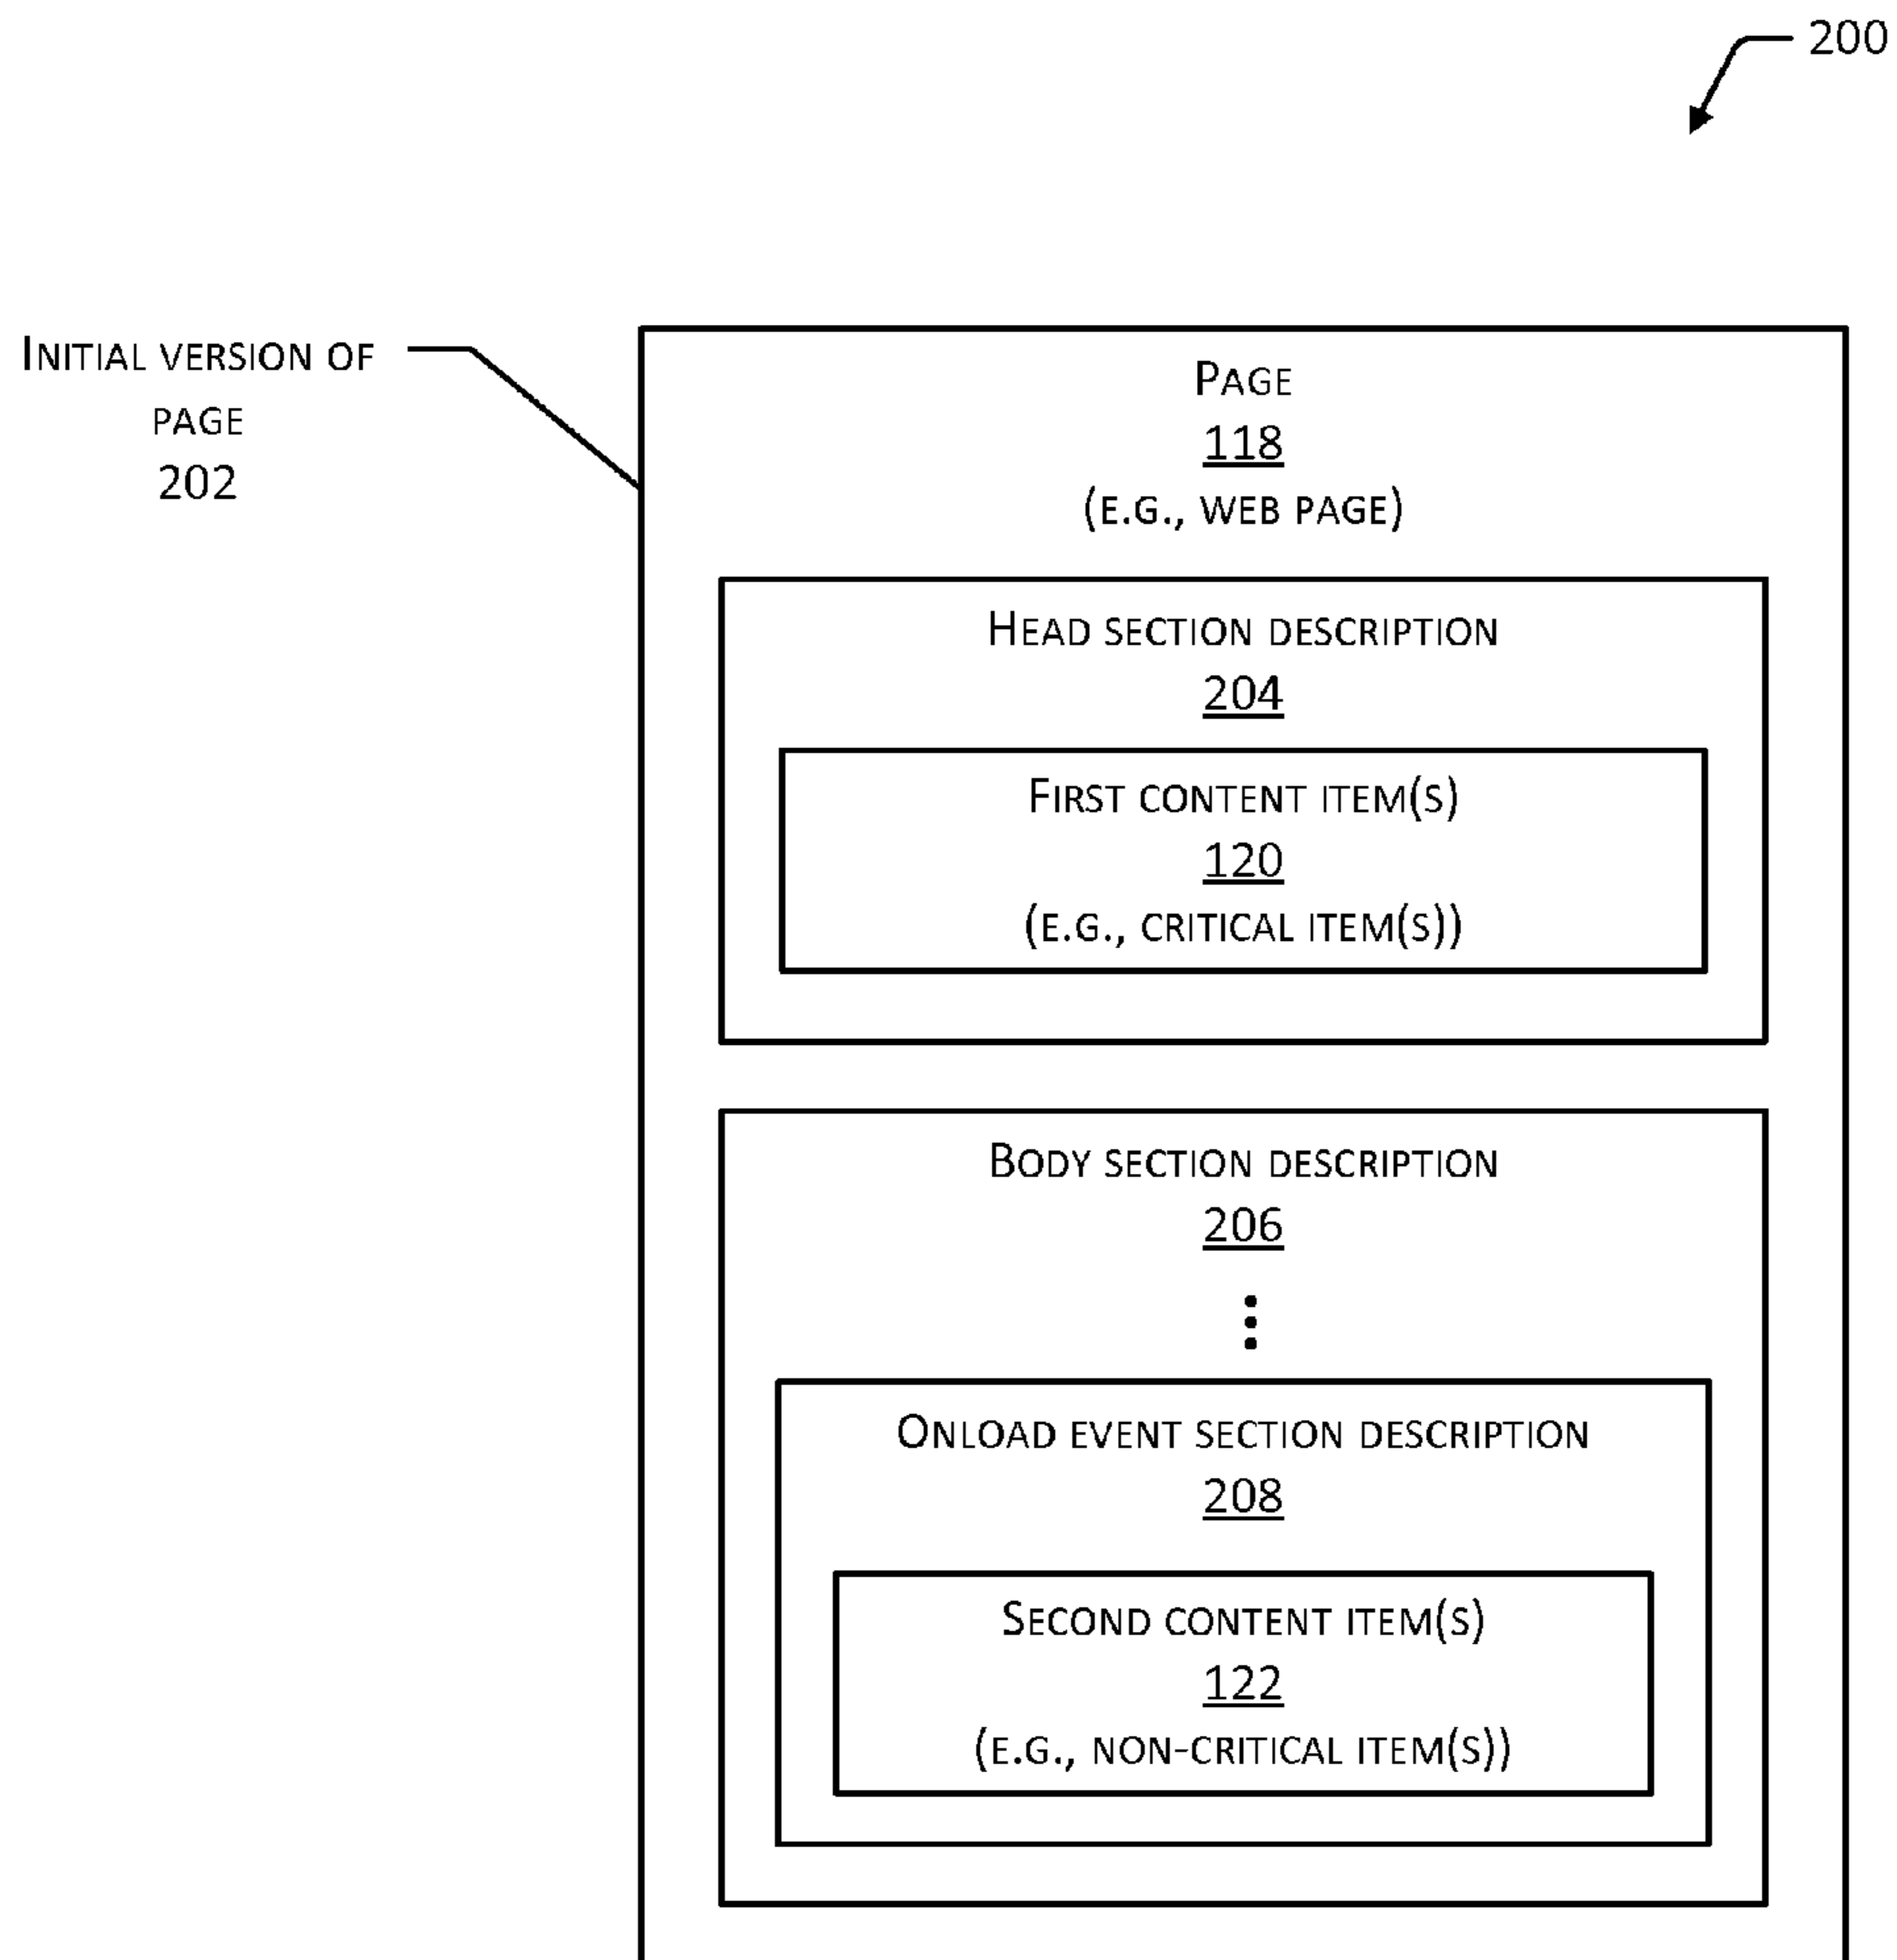 200
Initial version of
page
202
Page
118
(e.g., web page)
Head section description
204
First content item(s)
120
(e.g., critical item(s))
Body section description
206
Onload event section description
208
Second content item(s)
122
(e.g., non-critical item(s))